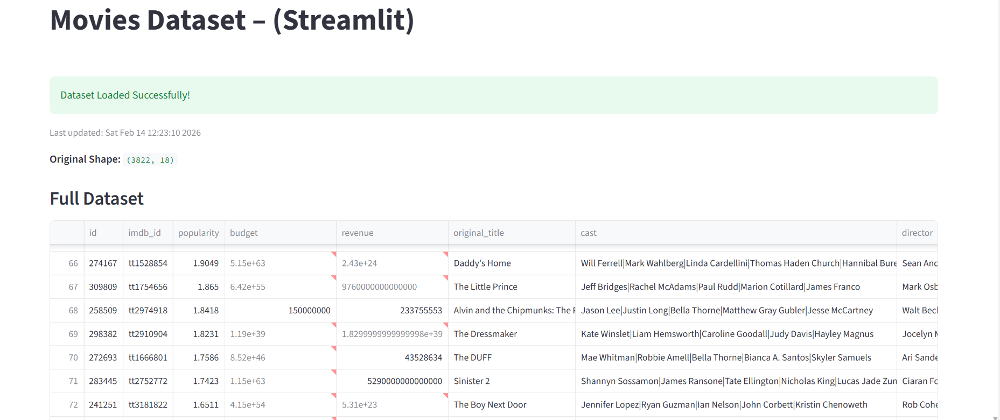 Movies Dataset – (Streamlit)
Dataset Loaded Successfully!
Last updated: Sat Feb 14 12:23:10 2026
Original Shape: (3822, 18)
Full Dataset
id imdb_id popularity budget revenue original_title cast director
66 274167 tt1528854 1.9049 5.15e+63 2.43e+24 Daddy's Home Will Ferrell|Mark Wahlberg|Linda Cardellini|Thomas Haden Church|Hannibal Bure Sean And
67 309809 tt1754656 1.865 6.42e+55 9760000000000000 The Little Prince Jeff Bridges|Rachel McAdams|Paul Rudd|Marion Cotillard|James Franco Mark Osb
68 258509 tt2974918 1.8418 150000000 233755553 Alvin and the Chipmunks: The R Jason Lee|Justin Long|Bella Thorne|Matthew Gray Gubler|Jesse McCartney Walt Beck
69 298382 tt2910904 1.8231 1.19e+39 1.8299999999999998e+39 The Dressmaker Kate Winslet|Liam Hemsworth|Caroline Goodall|Judy Davis|Hayley Magnus Jocelyn M
70 272693 tt1666801 1.7586 8.52e+46 43528634 The DUFF Mae Whitman|Robbie Amell|Bella Thorne|Bianca A. Santos|Skyler Samuels Ari Sande
71 283445 tt2752772 1.7423 1.15e+63 5290000000000000 Sinister 2 Shannyn Sossamon|James Ransone|Tate Ellington|Nicholas King|Lucas Jade Zun Ciaran Fo
72 241251 tt3181822 1.6511 4.15e+54 5.31e+23 The Boy Next Door Jennifer Lopez|Ryan Guzman|Ian Nelson|John Corbett|Kristin Chenoweth Rob Cohe